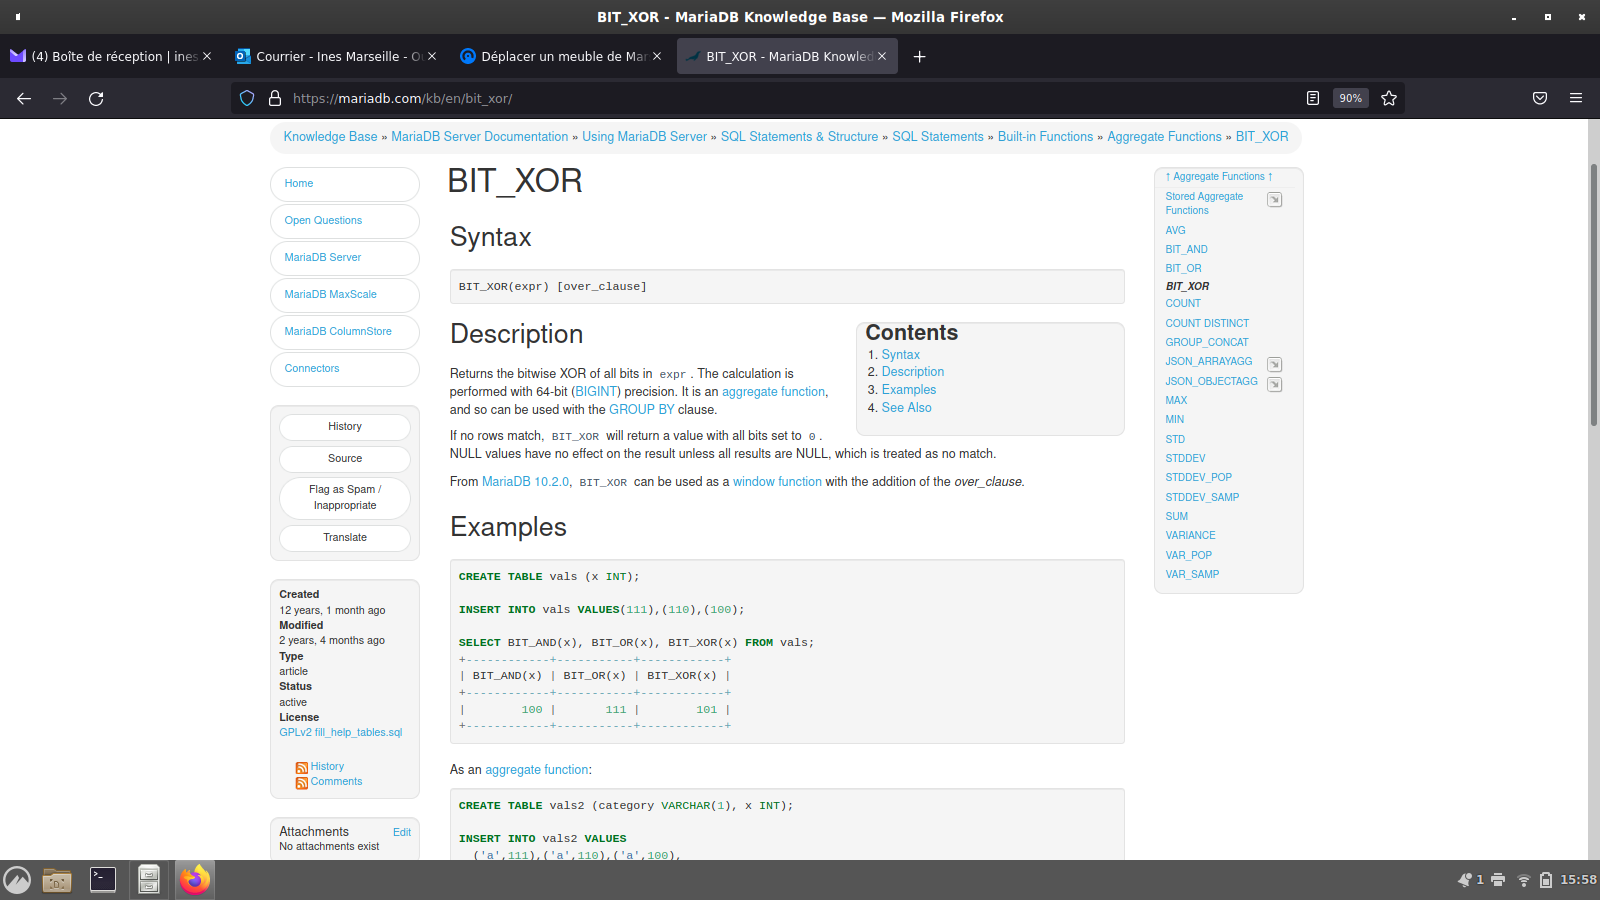 BIT_XOR - MariaDB Knowledge Base — Mozilla Firefox
(4) Boîte de réception | ines
Courrier - Ines Marseille - O
Déplacer un meuble de Mar
BIT_XOR - MariaDB Knowled
https://mariadb.com/kb/en/bit_xor/
90%
Knowledge Base » MariaDB Server Documentation » Using MariaDB Server » SQL Statements & Structure » SQL Statements » Built-in Functions » Aggregate Functions » BIT_XOR
Home
Open Questions
MariaDB Server
MariaDB MaxScale
MariaDB ColumnStore
Connectors
History
Source
Flag as Spam /
Inappropriate
Translate
Created
12 years, 1 month ago
Modified
2 years, 4 months ago
Type
article
Status
active
License
GPLv2 fill_help_tables.sql
History
Comments
Attachments Edit
No attachments exist
BIT_XOR
Syntax
BIT_XOR(expr) [over_clause]
Description
Returns the bitwise XOR of all bits in expr. The calculation is
performed with 64-bit (BIGINT) precision. It is an aggregate function,
and so can be used with the GROUP BY clause.
If no rows match, BIT_XOR will return a value with all bits set to 0.
NULL values have no effect on the result unless all results are NULL, which is treated as no match.
From MariaDB 10.2.0, BIT_XOR can be used as a window function with the addition of the over_clause.
Contents
1. Syntax
2. Description
3. Examples
4. See Also
Examples
CREATE TABLE vals (x INT);
INSERT INTO vals VALUES(111),(110),(100);
SELECT BIT_AND(x), BIT_OR(x), BIT_XOR(x) FROM vals;
+------------+-----------+------------+
| BIT_AND(x) | BIT_OR(x) | BIT_XOR(x) |
+------------+-----------+------------+
|        100 |       111 |        101 |
+------------+-----------+------------+
As an aggregate function:
CREATE TABLE vals2 (category VARCHAR(1), x INT);
INSERT INTO vals2 VALUES
('a',111),('a',110),('a',100),
↑ Aggregate Functions ↑
Stored Aggregate
Functions
AVG
BIT_AND
BIT_OR
BIT_XOR
COUNT
COUNT DISTINCT
GROUP_CONCAT
JSON_ARRAYAGG
JSON_OBJECTAGG
MAX
MIN
STD
STDDEV
STDDEV_POP
STDDEV_SAMP
SUM
VARIANCE
VAR_POP
VAR_SAMP
1
15:58